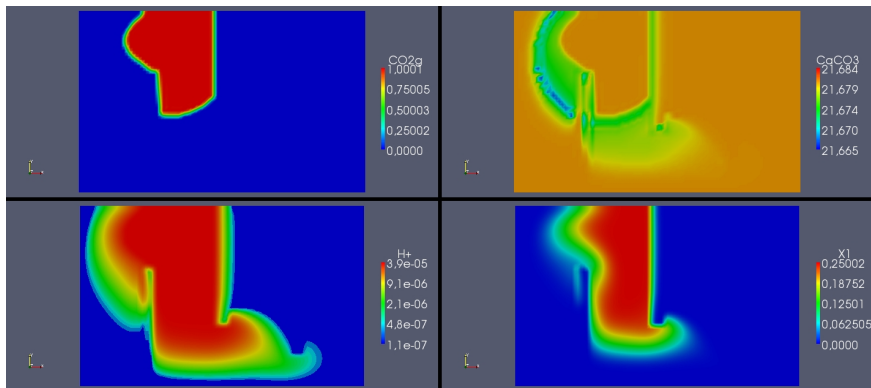 CO2g
1,0001
0,75005
0,50003
0,25002
0,0000
CaCO3
21,684
21,679
21,674
21,670
21,665
H+
3,9e-05
9,1e-06
2,1e-06
4,8e-07
1,1e-07
X1
0,25002
0,18752
0,12501
0,062505
0,0000